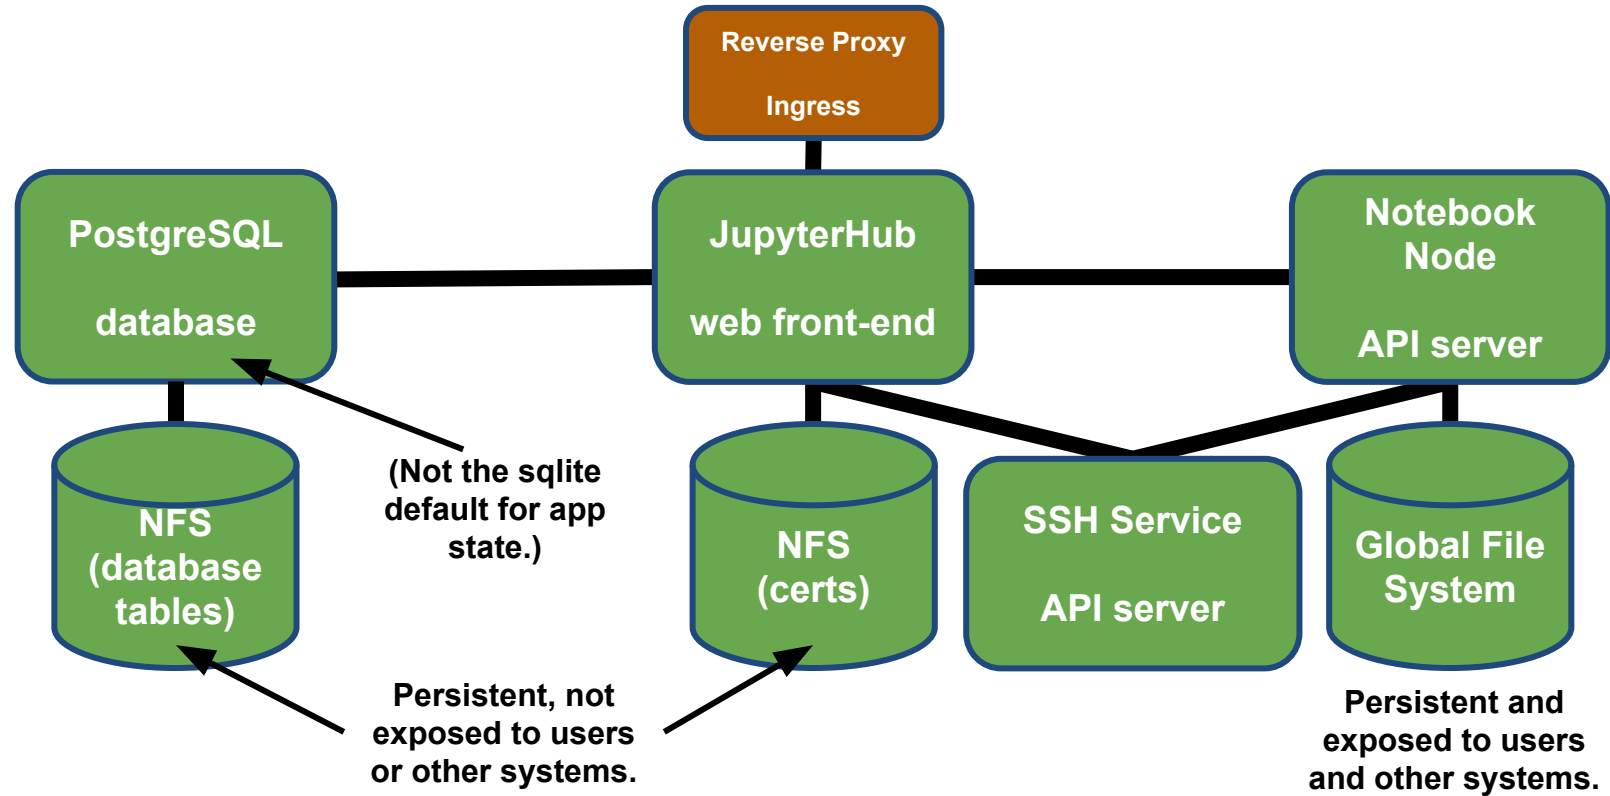 Reverse Proxy
Ingress
PostgreSQL
database
JupyterHub
web front-end
Notebook
Node
API server
(Not the sqlite
default for app
state.)
NFS
(database
tables)
NFS
(certs)
SSH Service
API server
Global File
System
Persistent, not
exposed to users
or other systems.
Persistent and
exposed to users
and other systems.